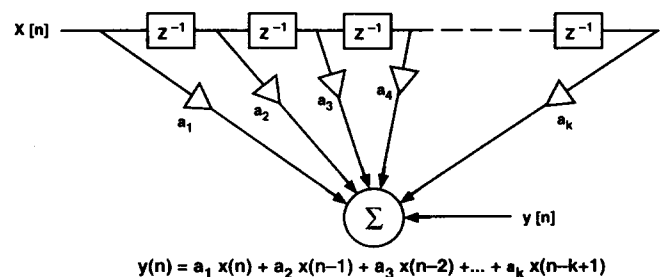 X [n] z⁻¹ z⁻¹ z⁻¹ z⁻¹
a₁ a₂ a₃ a₄ aₖ
Σ y [n]
y(n) = a₁ x(n) + a₂ x(n–1) + a₃ x(n–2) +... + aₖ x(n–k+1)